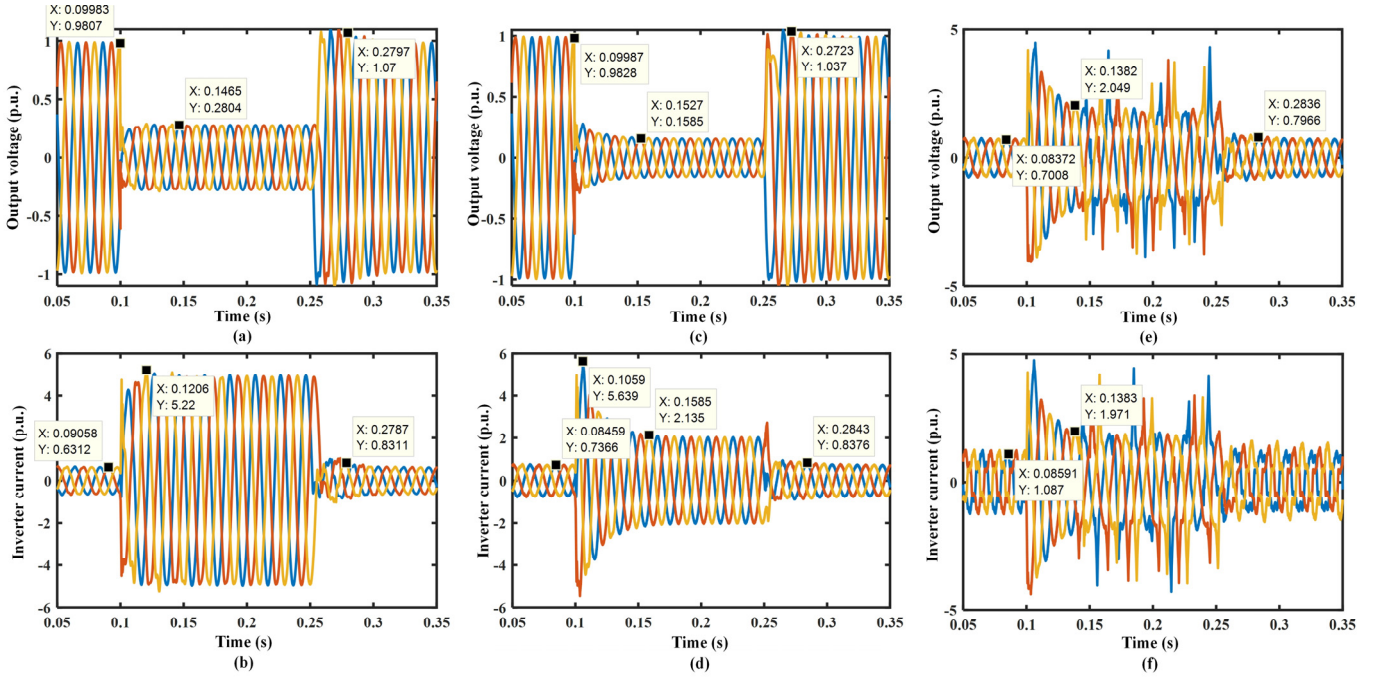 X: 0.09983
Y: 0.9807
X: 0.1465
Y: 0.2804
X: 0.2797
Y: 1.07
Output voltage (p.u.)
1
0.5
0
-0.5
-1
0.05 0.1 0.15 0.2 0.25 0.3 0.35
Time (s)
(a)
X: 0.09987
Y: 0.9828
X: 0.1527
Y: 0.1585
X: 0.2723
Y: 1.037
Output voltage (p.u.)
1
0.5
0
-0.5
-1
0.05 0.1 0.15 0.2 0.25 0.3 0.35
Time (s)
(c)
X: 0.1382
Y: 2.049
X: 0.2836
Y: 0.7966
X: 0.08372
Y: 0.7008
Output voltage (p.u.)
5
0
-5
0.05 0.1 0.15 0.2 0.25 0.3 0.35
Time (s)
(e)
X: 0.1206
Y: 5.22
X: 0.09058
Y: 0.6312
X: 0.2787
Y: 0.8311
Inverter current (p.u.)
6
4
2
0
-2
-4
-6
0.05 0.1 0.15 0.2 0.25 0.3 0.35
Time (s)
(b)
X: 0.1059
Y: 5.639
X: 0.1585
Y: 2.135
X: 0.08459
Y: 0.7366
X: 0.2843
Y: 0.8376
Inverter current (p.u.)
6
4
2
0
-2
-4
-6
0.05 0.1 0.15 0.2 0.25 0.3 0.35
Time (s)
(d)
X: 0.1383
Y: 1.971
X: 0.08591
Y: 1.087
Inverter current (p.u.)
5
0
-5
0.05 0.1 0.15 0.2 0.25 0.3 0.35
Time (s)
(f)